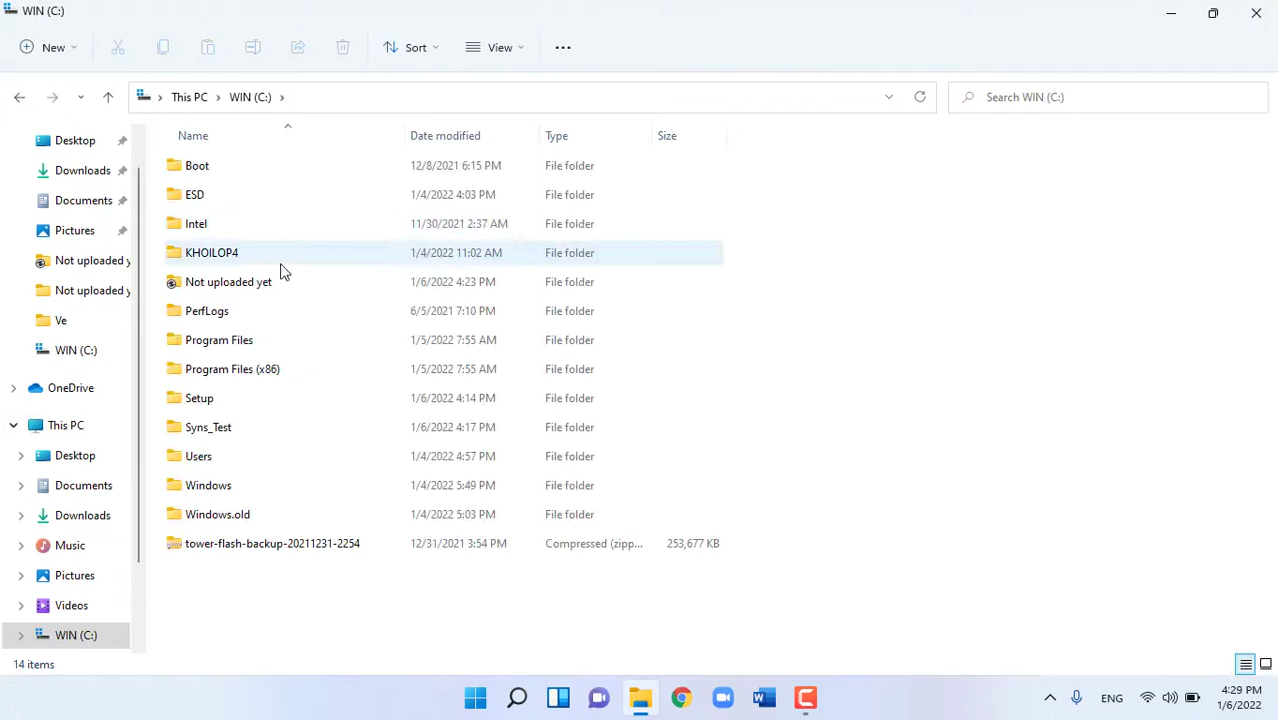 WIN (C:)
New Sort View
This PC WIN (C:) Search WIN (C:)
Name Date modified Type Size
Desktop
Downloads
Documents
Pictures
Not uploaded y
Not uploaded y
Ve
WIN (C:)
OneDrive
This PC
Desktop
Documents
Downloads
Music
Pictures
Videos
WIN (C:)
Boot 12/8/2021 6:15 PM File folder
ESD 1/4/2022 4:03 PM File folder
Intel 11/30/2021 2:37 AM File folder
KHOILOP4 1/4/2022 11:02 AM File folder
Not uploaded yet 1/6/2022 4:23 PM File folder
PerfLogs 6/5/2021 7:10 PM File folder
Program Files 1/5/2022 7:55 AM File folder
Program Files (x86) 1/5/2022 7:55 AM File folder
Setup 1/6/2022 4:14 PM File folder
Syns_Test 1/6/2022 4:17 PM File folder
Users 1/4/2022 4:57 PM File folder
Windows 1/4/2022 5:49 PM File folder
Windows.old 1/4/2022 5:03 PM File folder
tower-flash-backup-20211231-2254 12/31/2021 3:54 PM Compressed (zipp... 253,677 KB
14 items
ENG
4:29 PM
1/6/2022